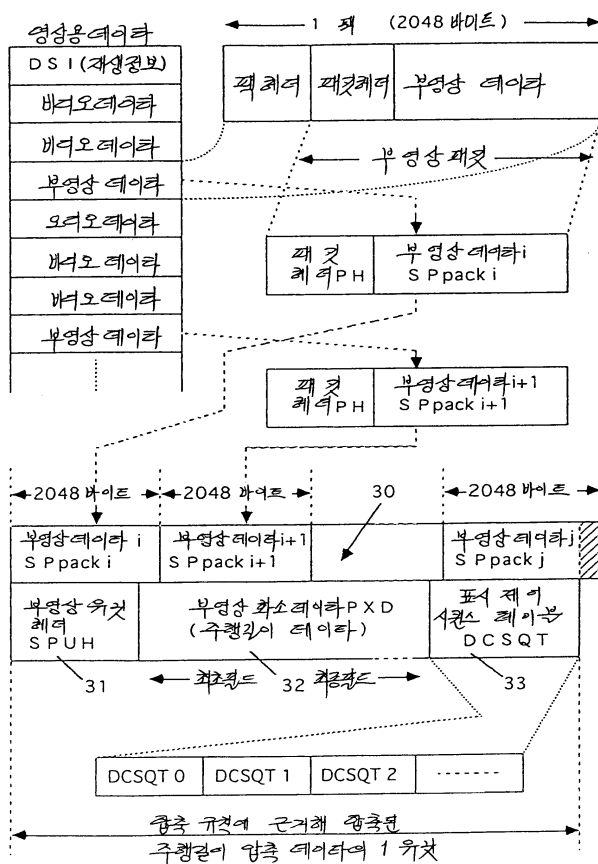 영상용데이타
DSI(재생정보)
비디오데이타
비디오데이타
부영상 데이타
오디오데이타
비디오 데이타
비디오 데이타
부영상 데이타
1 팩 (2048 바이트)
팩 헤더
패킷헤더
부영상 데이타
부 영상 패킷
패 킷
헤더PH
부 영상 데이타 i
SPpack i
패 킷
헤더PH
부영상 데이타i+1
SPpack i+1
2048 바이트
2048 바이트
30
2048 바이트
부영상데이타 i
SPpack i
부영상 데이타i+1
SPpack i+1
부영상 데이타j
SPpack j
부영상 유닛
헤더
SPUH
부영상 화소데이타PXD
(주행길이 데이타)
표시 제어
시퀀스 테이블
DCSQT
31
최초필드
32
최종필드
33
DCSQT 0
DCSQT 1
DCSQT 2
압축 규칙에 근거해 압축된
주행길이 압축 데이타의 1 유닛